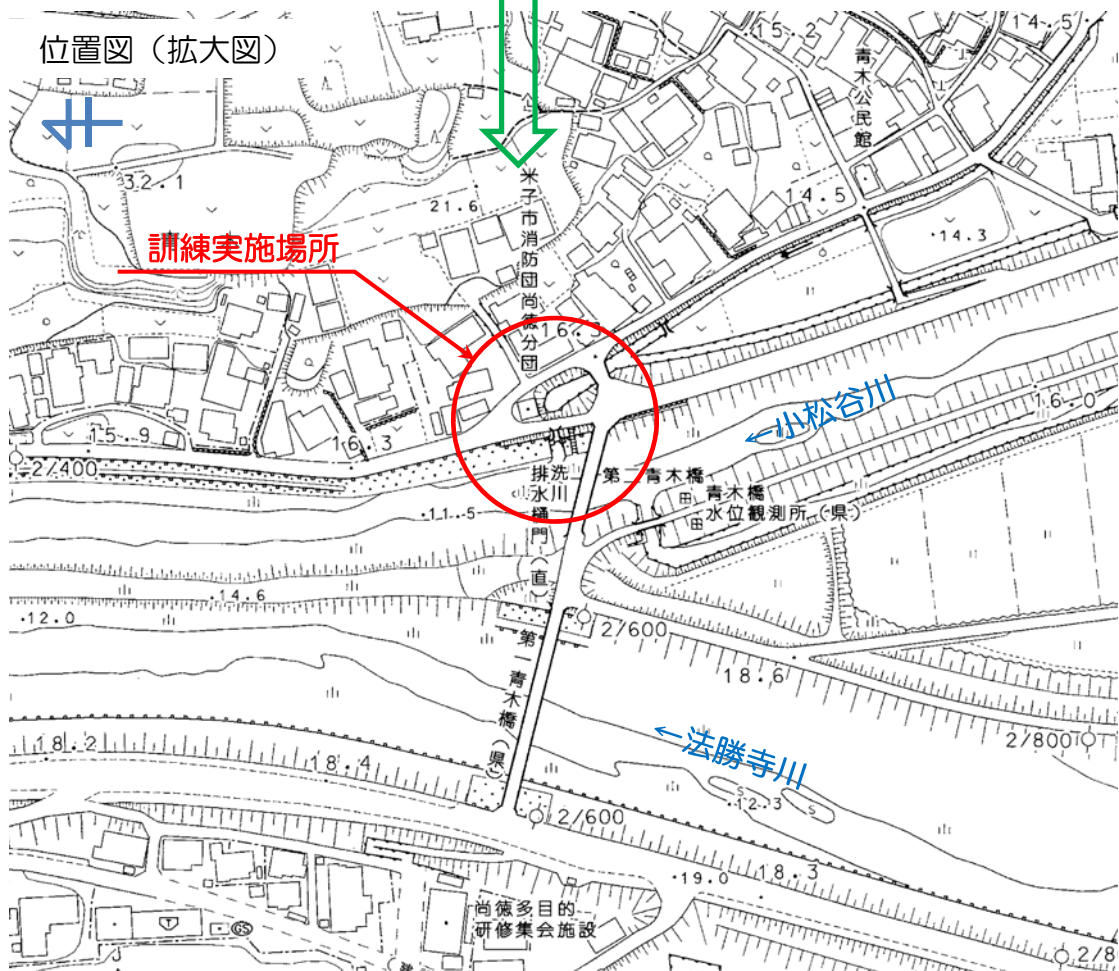 位置図（拡大図）
15.2
14.5
青木公民館
32.1
21.6
米子市消防団尚徳分団
14.5
14.3
訓練実施場所
16.3
15.9
16.3
2/400
←小松谷川
16.0
洗川
排水樋門（直）
第二青木橋
青木橋
水位観測所（県）
11.5
14.6
12.0
2/600
第一青木橋（県）
18.6
2/800
←法勝寺川
18.2
18.4
12.3
S
S
2/600
18.3
19.0
尚徳多目的
研修集会施設
T
GS
2/8